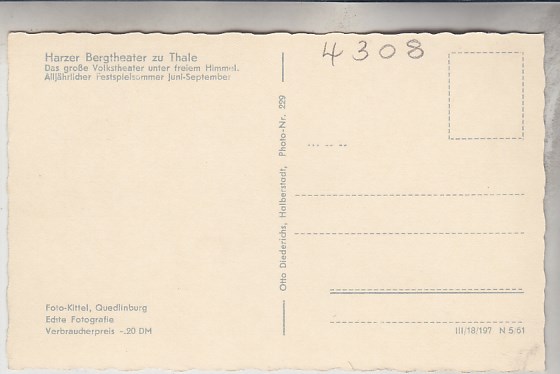 Harzer Bergtheater zu Thale
Das große Volkstheater unter freiem Himmel.
Alljährlicher Festspielsommer Juni-September
4308
Otto Diederichs, Halberstadt, Photo-Nr. 229
Foto-Kittel, Quedlinburg
Echte Fotografie
Verbraucherpreis -.20 DM
III/18/197 N 5/61